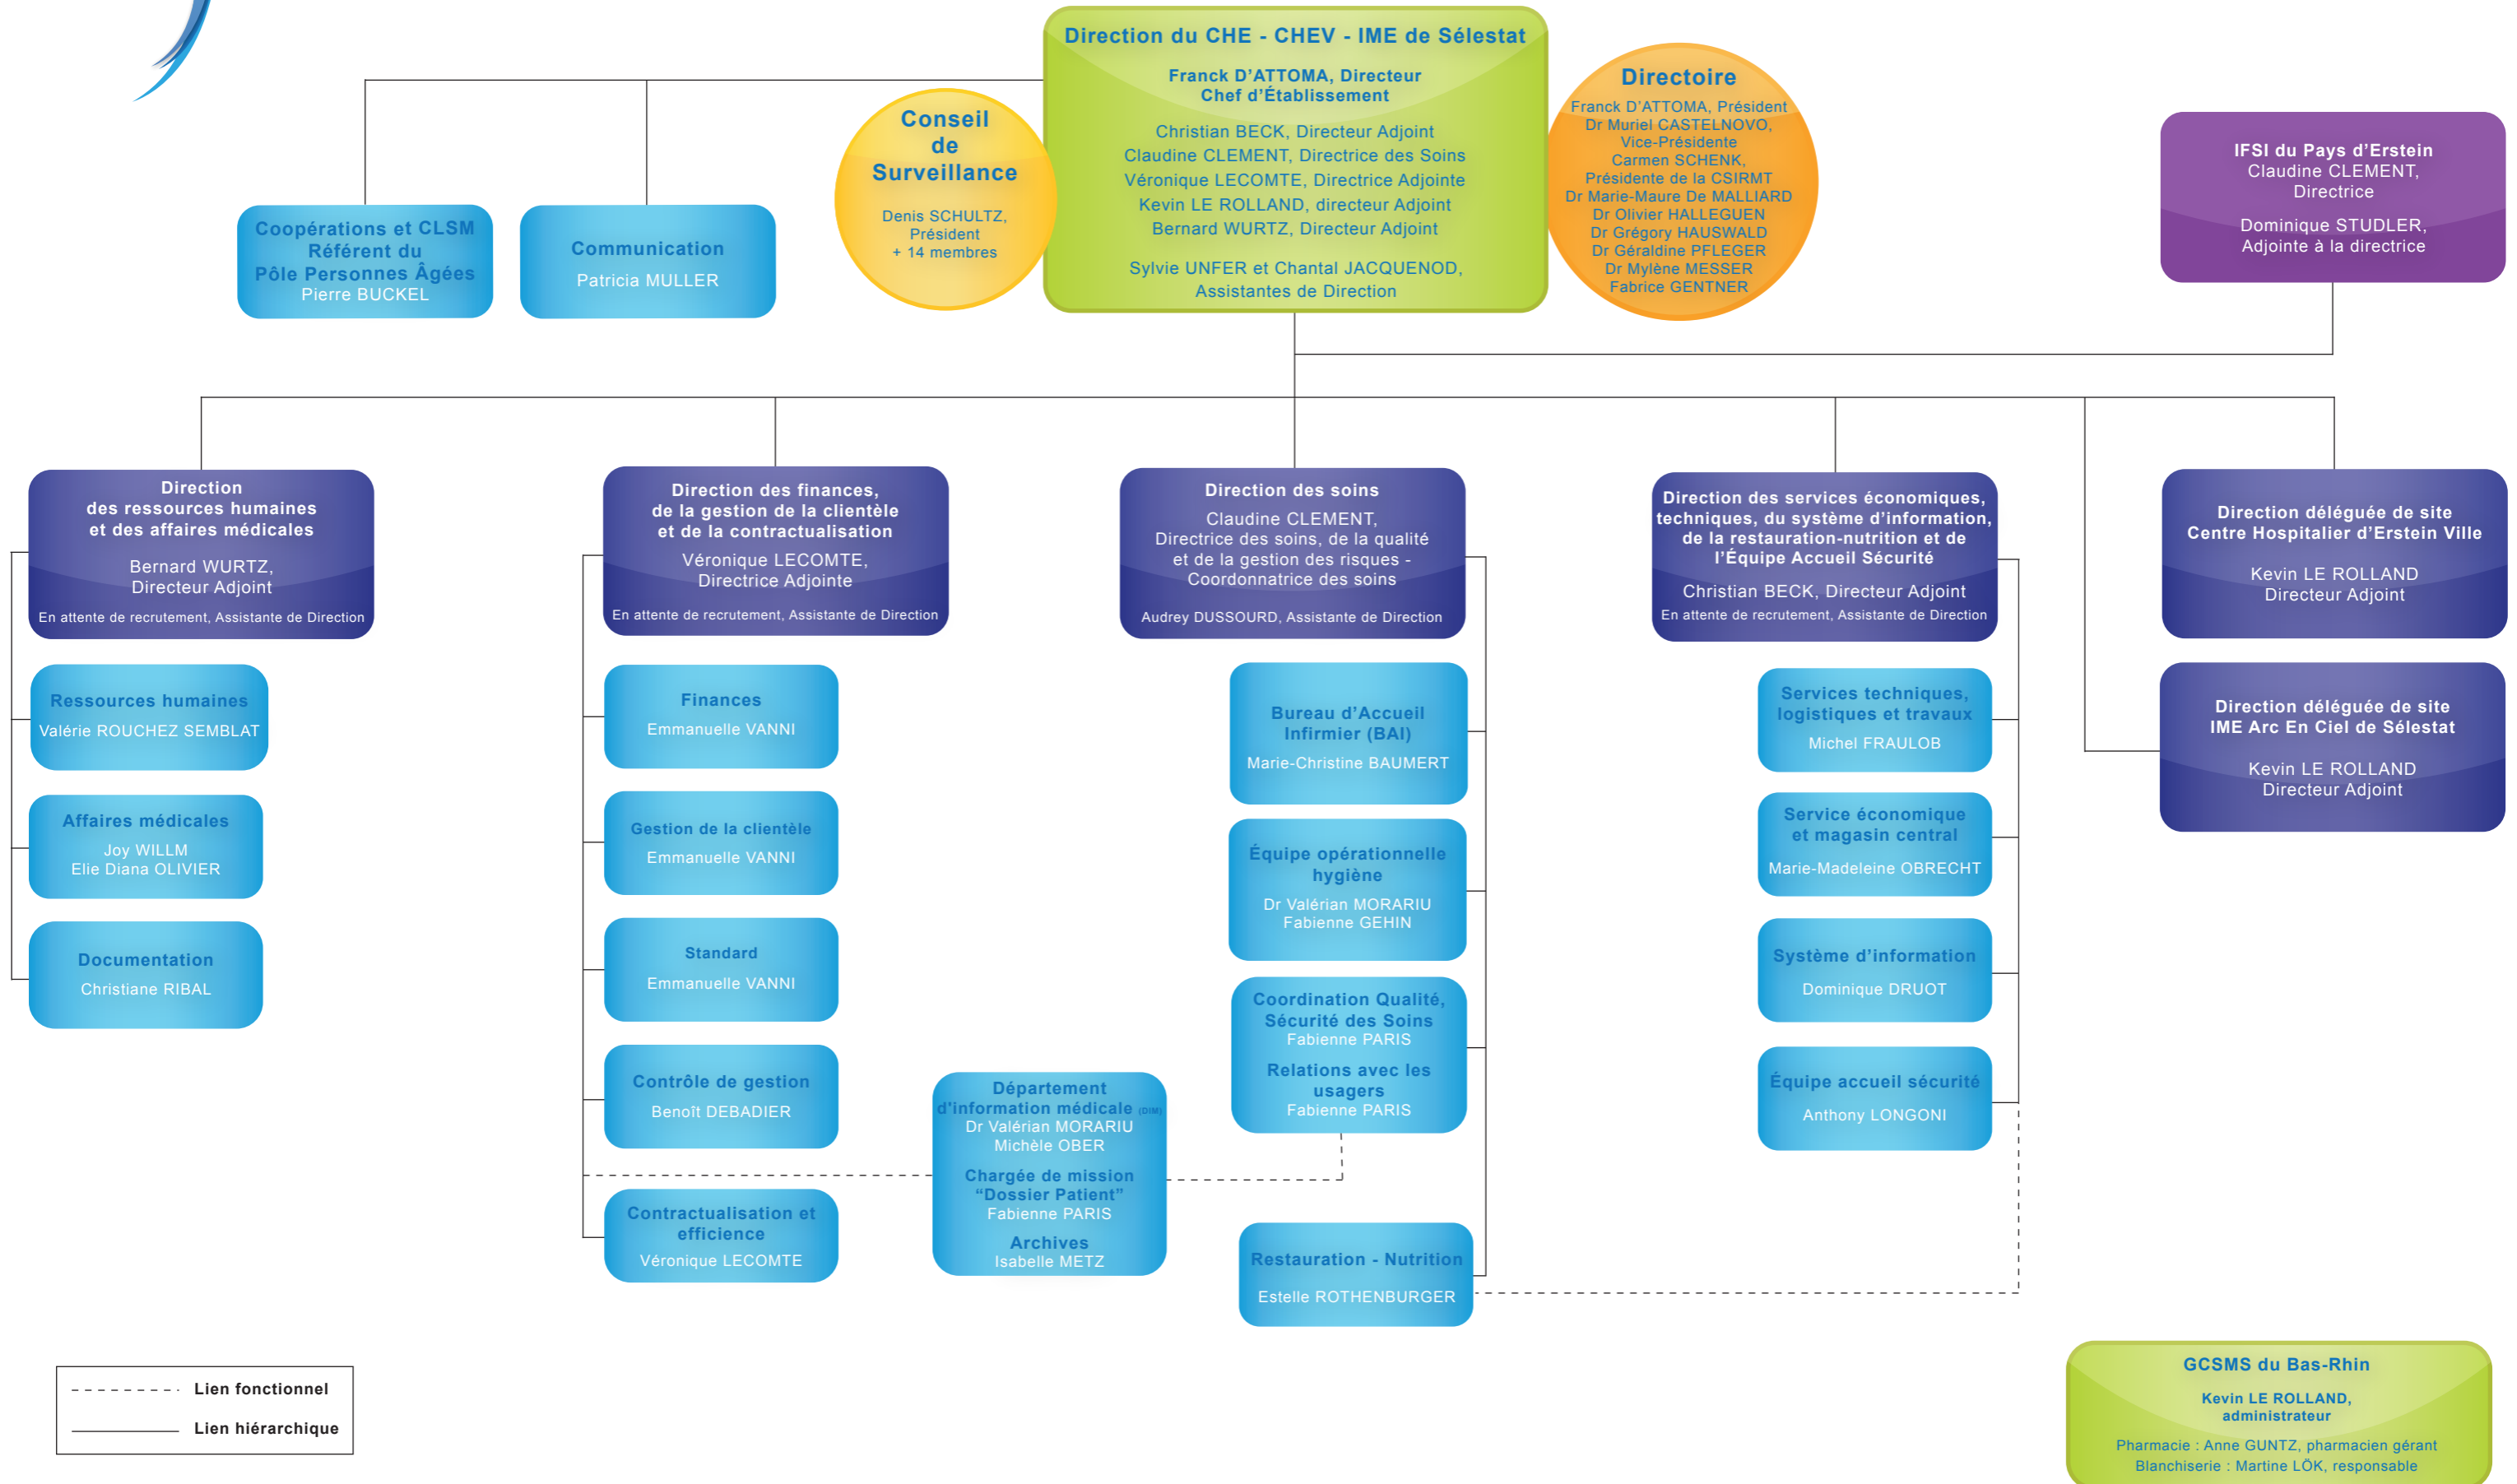 Direction du CHE - CHEV - IME de Sélestat
Franck D’ATTOMA, Directeur
Chef d’Établissement
Christian BECK, Directeur Adjoint
Claudine CLEMENT, Directrice des Soins
Véronique LECOMTE, Directrice Adjointe
Kevin LE ROLLAND, directeur Adjoint
Bernard WURTZ, Directeur Adjoint
Sylvie UNFER et Chantal JACQUENOD,
Assistantes de Direction
Conseil
de
Surveillance
Denis SCHULTZ,
Président
+ 14 membres
Directoire
Franck D’ATTOMA, Président
Dr Muriel CASTELNOVO,
Vice-Présidente
Carmen SCHENK,
Présidente de la CSIRMT
Dr Marie-Maure De MALLIARD
Dr Olivier HALLEGUEN
Dr Grégory HAUSWALD
Dr Géraldine PFLEGER
Dr Mylène MESSER
Fabrice GENTNER
IFSI du Pays d’Erstein
Claudine CLEMENT,
Directrice
Dominique STUDLER,
Adjointe à la directrice
Coopérations et CLSM
Référent du
Pôle Personnes Âgées
Pierre BUCKEL
Communication
Patricia MULLER
Direction
des ressources humaines
et des affaires médicales
Bernard WURTZ,
Directeur Adjoint
En attente de recrutement, Assistante de Direction
Ressources humaines
Valérie ROUCHEZ SEMBLAT
Affaires médicales
Joy WILLM
Elie Diana OLIVIER
Documentation
Christiane RIBAL
Direction des finances,
de la gestion de la clientèle
et de la contractualisation
Véronique LECOMTE,
Directrice Adjointe
En attente de recrutement, Assistante de Direction
Finances
Emmanuelle VANNI
Gestion de la clientèle
Emmanuelle VANNI
Standard
Emmanuelle VANNI
Contrôle de gestion
Benoît DEBADIER
Contractualisation et
efficience
Véronique LECOMTE
Département
d’information médicale (DIM)
Dr Valérian MORARIU
Michèle OBER
Chargée de mission
“Dossier Patient”
Fabienne PARIS
Archives
Isabelle METZ
Direction des soins
Claudine CLEMENT,
Directrice des soins, de la qualité
et de la gestion des risques -
Coordonnatrice des soins
Audrey DUSSOURD, Assistante de Direction
Bureau d’Accueil
Infirmier (BAI)
Marie-Christine BAUMERT
Équipe opérationnelle
hygiène
Dr Valérian MORARIU
Fabienne GEHIN
Coordination Qualité,
Sécurité des Soins
Fabienne PARIS
Relations avec les
usagers
Fabienne PARIS
Restauration - Nutrition
Estelle ROTHENBURGER
Direction des services économiques,
techniques, du système d’information,
de la restauration-nutrition et de
l’Équipe Accueil Sécurité
Christian BECK, Directeur Adjoint
En attente de recrutement, Assistante de Direction
Services techniques,
logistiques et travaux
Michel FRAULOB
Service économique
et magasin central
Marie-Madeleine OBRECHT
Système d’information
Dominique DRUOT
Équipe accueil sécurité
Anthony LONGONI
Direction déléguée de site
Centre Hospitalier d’Erstein Ville
Kevin LE ROLLAND
Directeur Adjoint
Direction déléguée de site
IME Arc En Ciel de Sélestat
Kevin LE ROLLAND
Directeur Adjoint
Lien fonctionnel
Lien hiérarchique
GCSMS du Bas-Rhin
Kevin LE ROLLAND,
administrateur
Pharmacie : Anne GUNTZ, pharmacien gérant
Blanchiserie : Martine LÖK, responsable